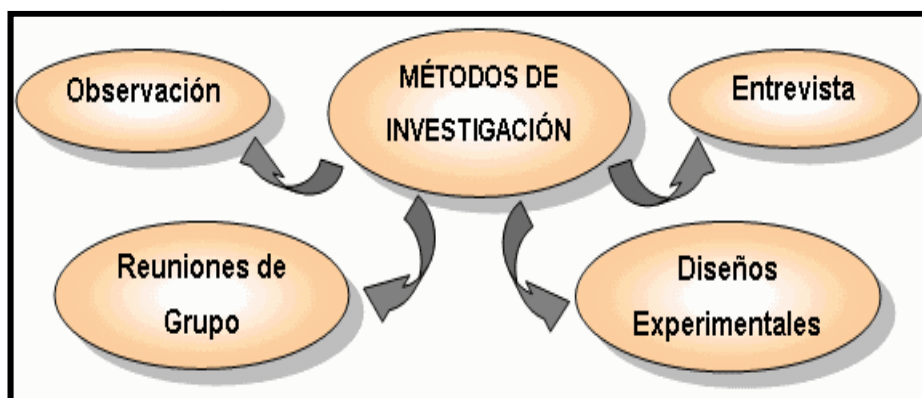 MÉTODOS DE
INVESTIGACIÓN
Observación
Entrevista
Reuniones de
Grupo
Diseños
Experimentales